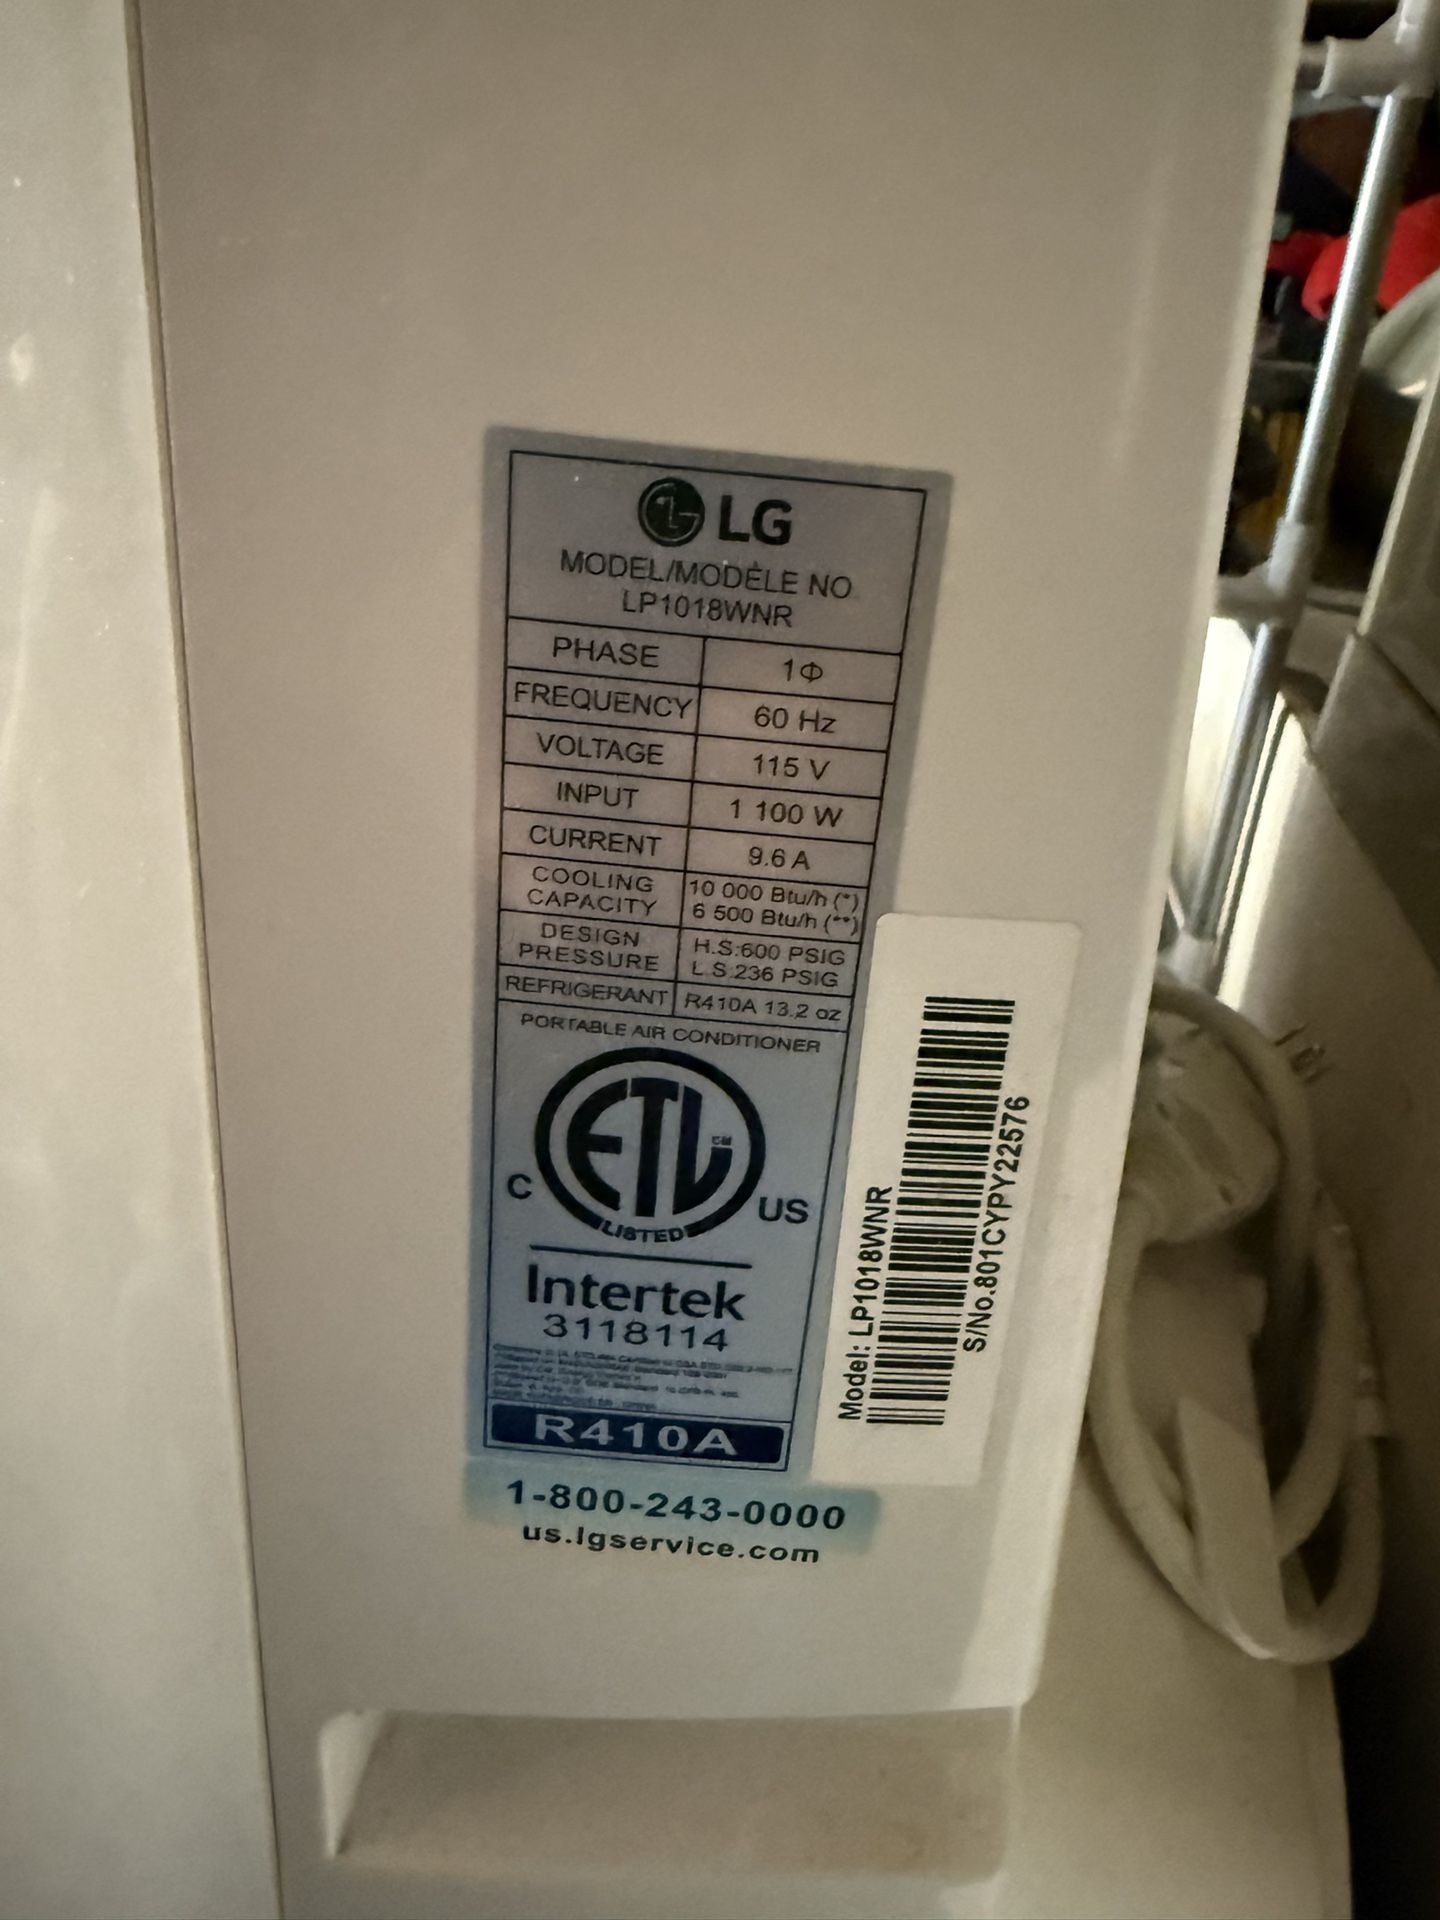 LG
MODEL/MODÈLE NO
LP1018WNR
PHASE 1Φ
FREQUENCY 60 Hz
VOLTAGE 115 V
INPUT 1 100 W
CURRENT 9.6 A
COOLING CAPACITY 10 000 Btu/h (*)
6 500 Btu/h (**)
DESIGN PRESSURE H.S:600 PSIG
L.S:236 PSIG
REFRIGERANT R410A 13.2 oz
PORTABLE AIR CONDITIONER
ETL CM
C US
LISTED
Intertek
3118114
R410A
1-800-243-0000
us.lgservice.com
Model: LP1018WNR
S/No.801CYPY22576